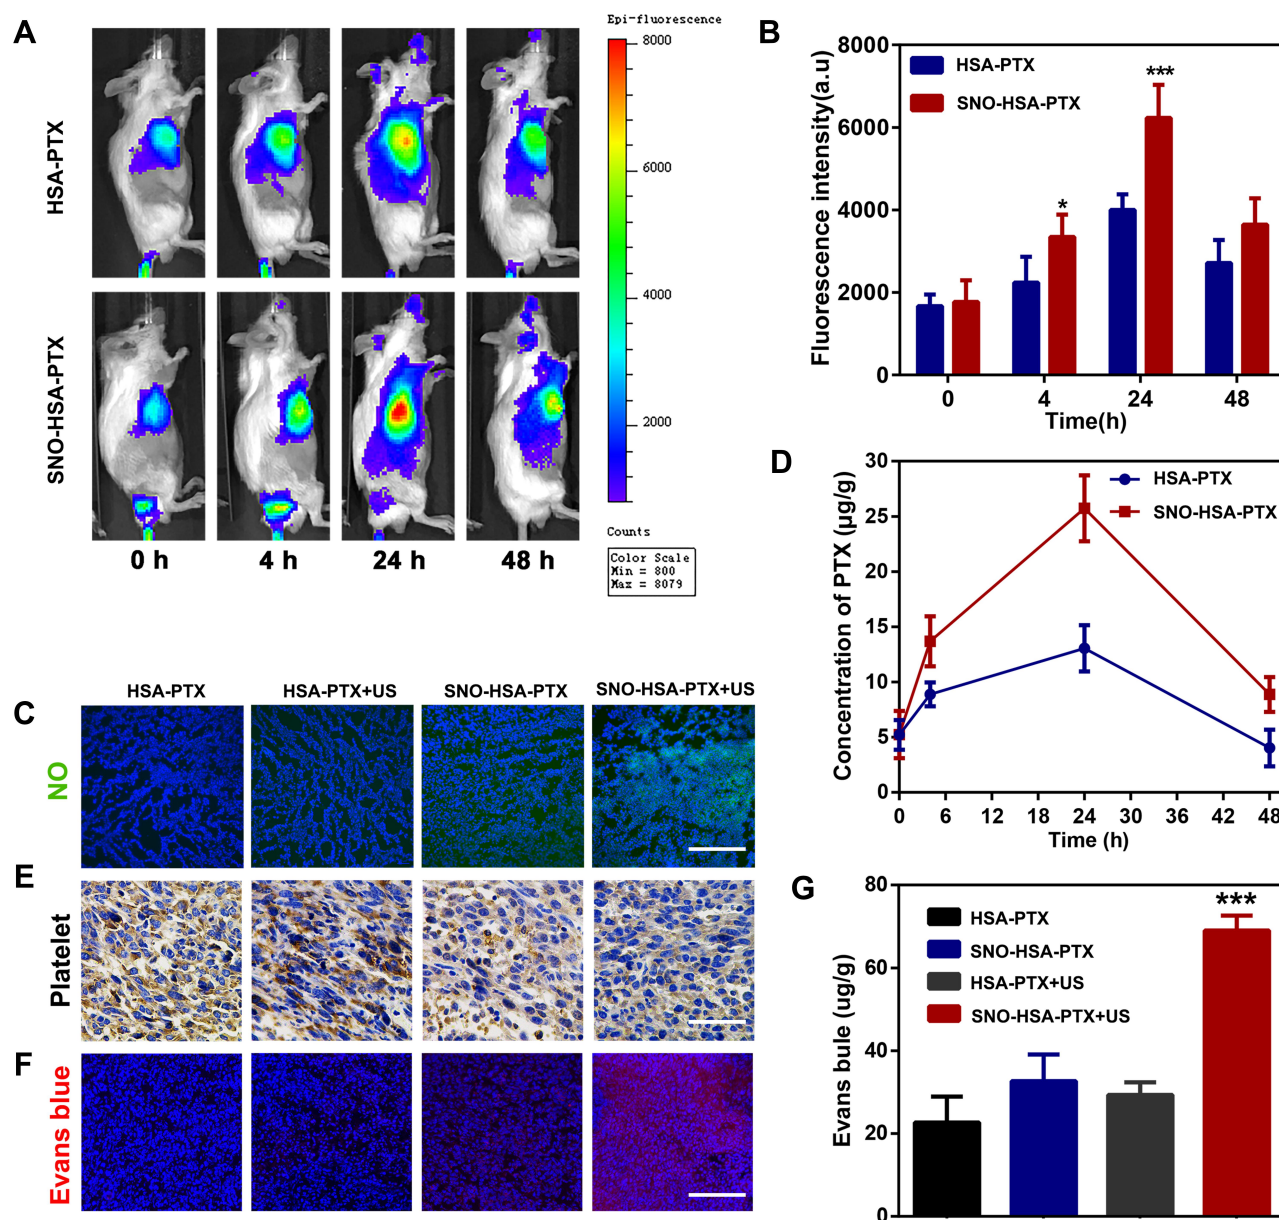 A
Epi-fluorescence
8000
6000
4000
2000
Counts
Color Scale
Min = 800
Max = 8079
HSA-PTX
SNO-HSA-PTX
0 h
4 h
24 h
48 h
B
HSA-PTX
SNO-HSA-PTX
8000
6000
4000
2000
0
Fluorescence intensity(a.u)
*
***
0
4
24
48
Time(h)
C
HSA-PTX
HSA-PTX+US
SNO-HSA-PTX
SNO-HSA-PTX+US
NO
D
30
25
20
15
10
5
0
Concentration of PTX (μg/g)
HSA-PTX
SNO-HSA-PTX
0
6
12
18
24
30
36
42
48
Time (h)
E
Platelet
F
Evans blue
G
80
60
40
20
0
Evans bule (ug/g)
HSA-PTX
SNO-HSA-PTX
HSA-PTX+US
SNO-HSA-PTX+US
***